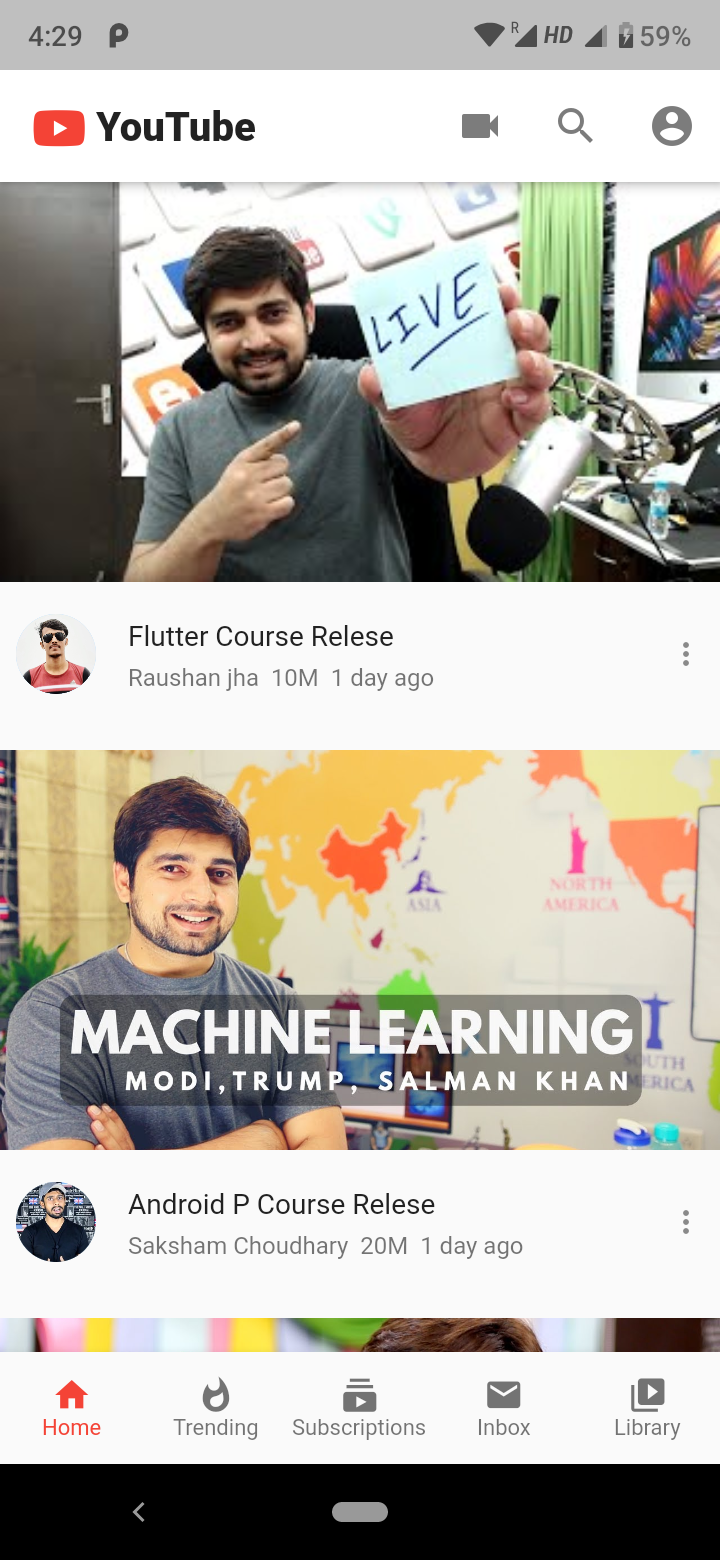 4:29 R HD 59%
YouTube
LIVE
Flutter Course Relese
Raushan jha 10M 1 day ago
ASIA
NORTH
AMERICA
MACHINE LEARNING
MODI,TRUMP, SALMAN KHAN
SOUTH
AMERICA
Android P Course Relese
Saksham Choudhary 20M 1 day ago
Home Trending Subscriptions Inbox Library